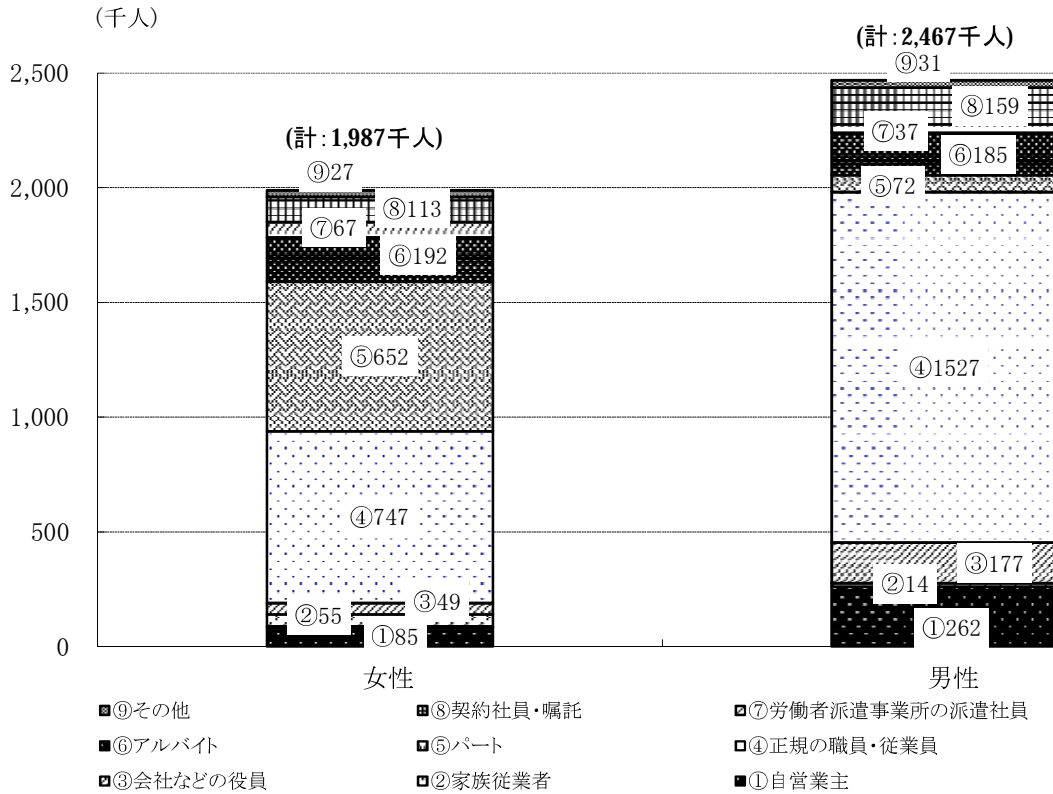 (千人)
(計:2,467千人)
2,500
⑨31
⑧159
⑦37
⑥185
⑤72
(計:1,987千人)
2,000
⑨27
⑧113
⑦67
⑥192
1,500
⑤652
④1527
1,000
④747
500
③177
②14
①262
③49
②55
①85
0
女性
男性
⑨その他
⑧契約社員・嘱託
⑦労働者派遣事業所の派遣社員
⑥アルバイト
⑤パート
④正規の職員・従業員
③会社などの役員
②家族従業者
①自営業主